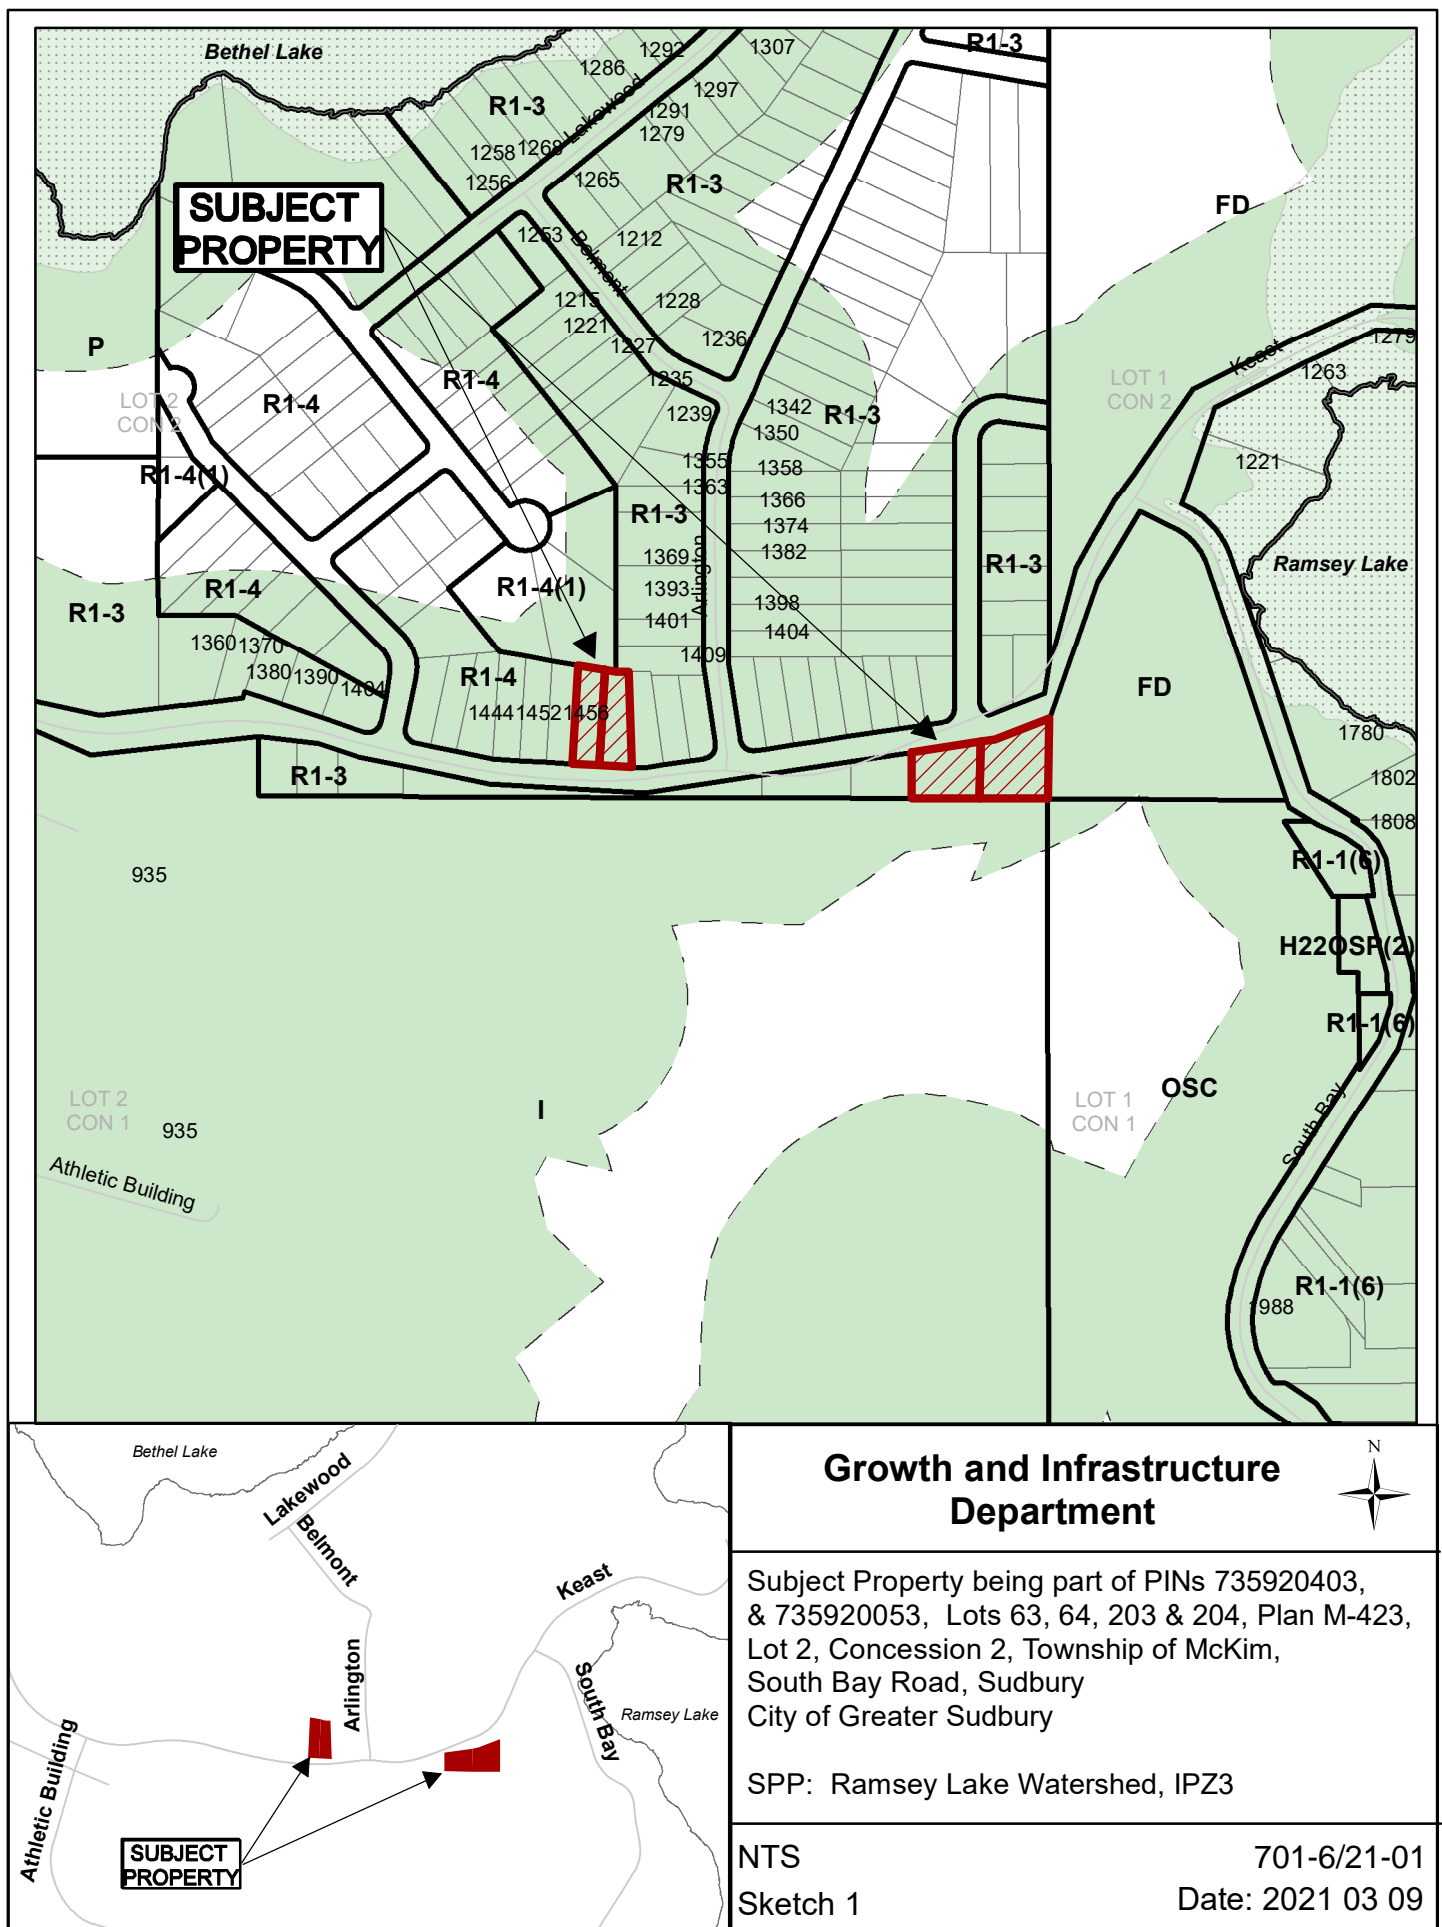 Bethel Lake
1292
1307
R1-3
1286
1297
R1-3
Lakewood
1291
1279
1258
1268
1256
1265
R1-3
SUBJECT
PROPERTY
FD
1253
Belmont
1212
1215
1228
1221
1227
1236
P
Keast
1279
1263
R1-4
R1-4
1235
1239
1342
R1-3
1350
LOT 2
CON 2
LOT 1
CON 2
R1-4(1)
1355
1363
1358
1221
R1-3
1366
1374
1382
Arlington
1369
R1-3
Ramsey Lake
R1-4
R1-4(1)
1393
1398
R1-3
1401
1404
1360
1370
1380
1390
1404
1409
R1-4
FD
1444
1452
1456
R1-3
1780
1802
1808
935
R1-1(6)
H22OSP(2)
R1-1(6)
LOT 2
CON 1
935
I
LOT 1
CON 1
OSC
South Bay
Athletic Building
R1-1(6)
1988
Bethel Lake
Lakewood
Belmont
Keast
Arlington
South Bay
Ramsey Lake
Athletic Building
SUBJECT
PROPERTY
Growth and Infrastructure
Department
N
Subject Property being part of PINs 735920403,
& 735920053, Lots 63, 64, 203 & 204, Plan M-423,
Lot 2, Concession 2, Township of McKim,
South Bay Road, Sudbury
City of Greater Sudbury
SPP: Ramsey Lake Watershed, IPZ3
NTS
701-6/21-01
Sketch 1
Date: 2021 03 09